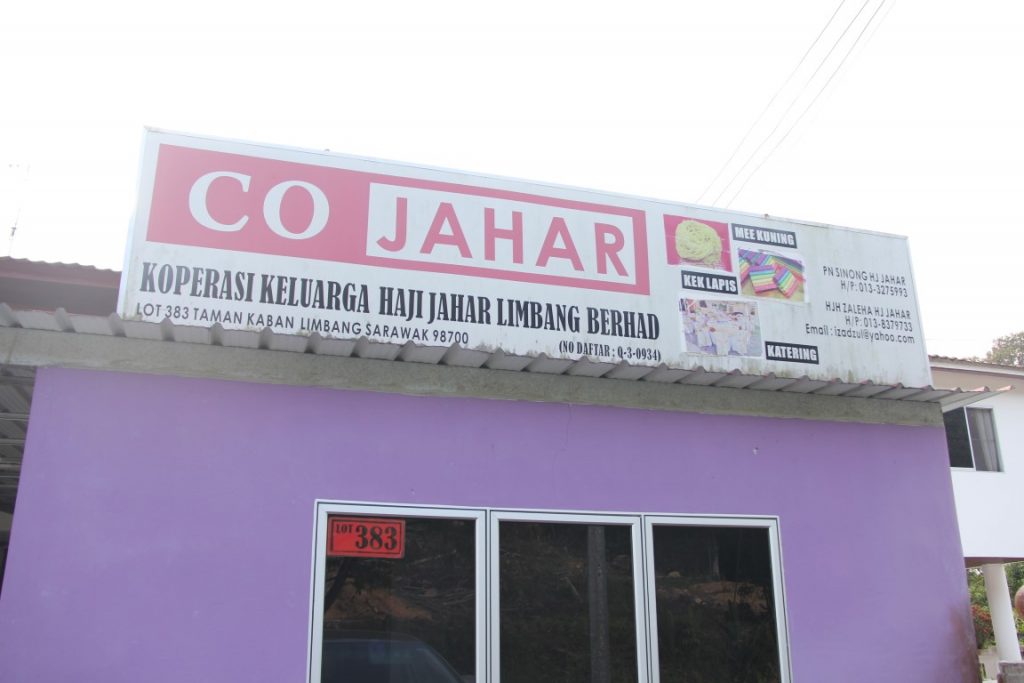 CO JAHAR
KOPERASI KELUARGA HAJI JAHAR LIMBANG BERHAD
LOT 383 TAMAN KABAN LIMBANG SARAWAK 98700
(NO DAFTAR : Q-3-0934)
MEE KUNING
KEK LAPIS
KATERING
PN SINONG HJ JAHAR
H/P: 013-3275993
HJH ZALEHA HJ JAHAR
H/P: 013-8379733
Email : izadzul@yahoo.com
LOT 383